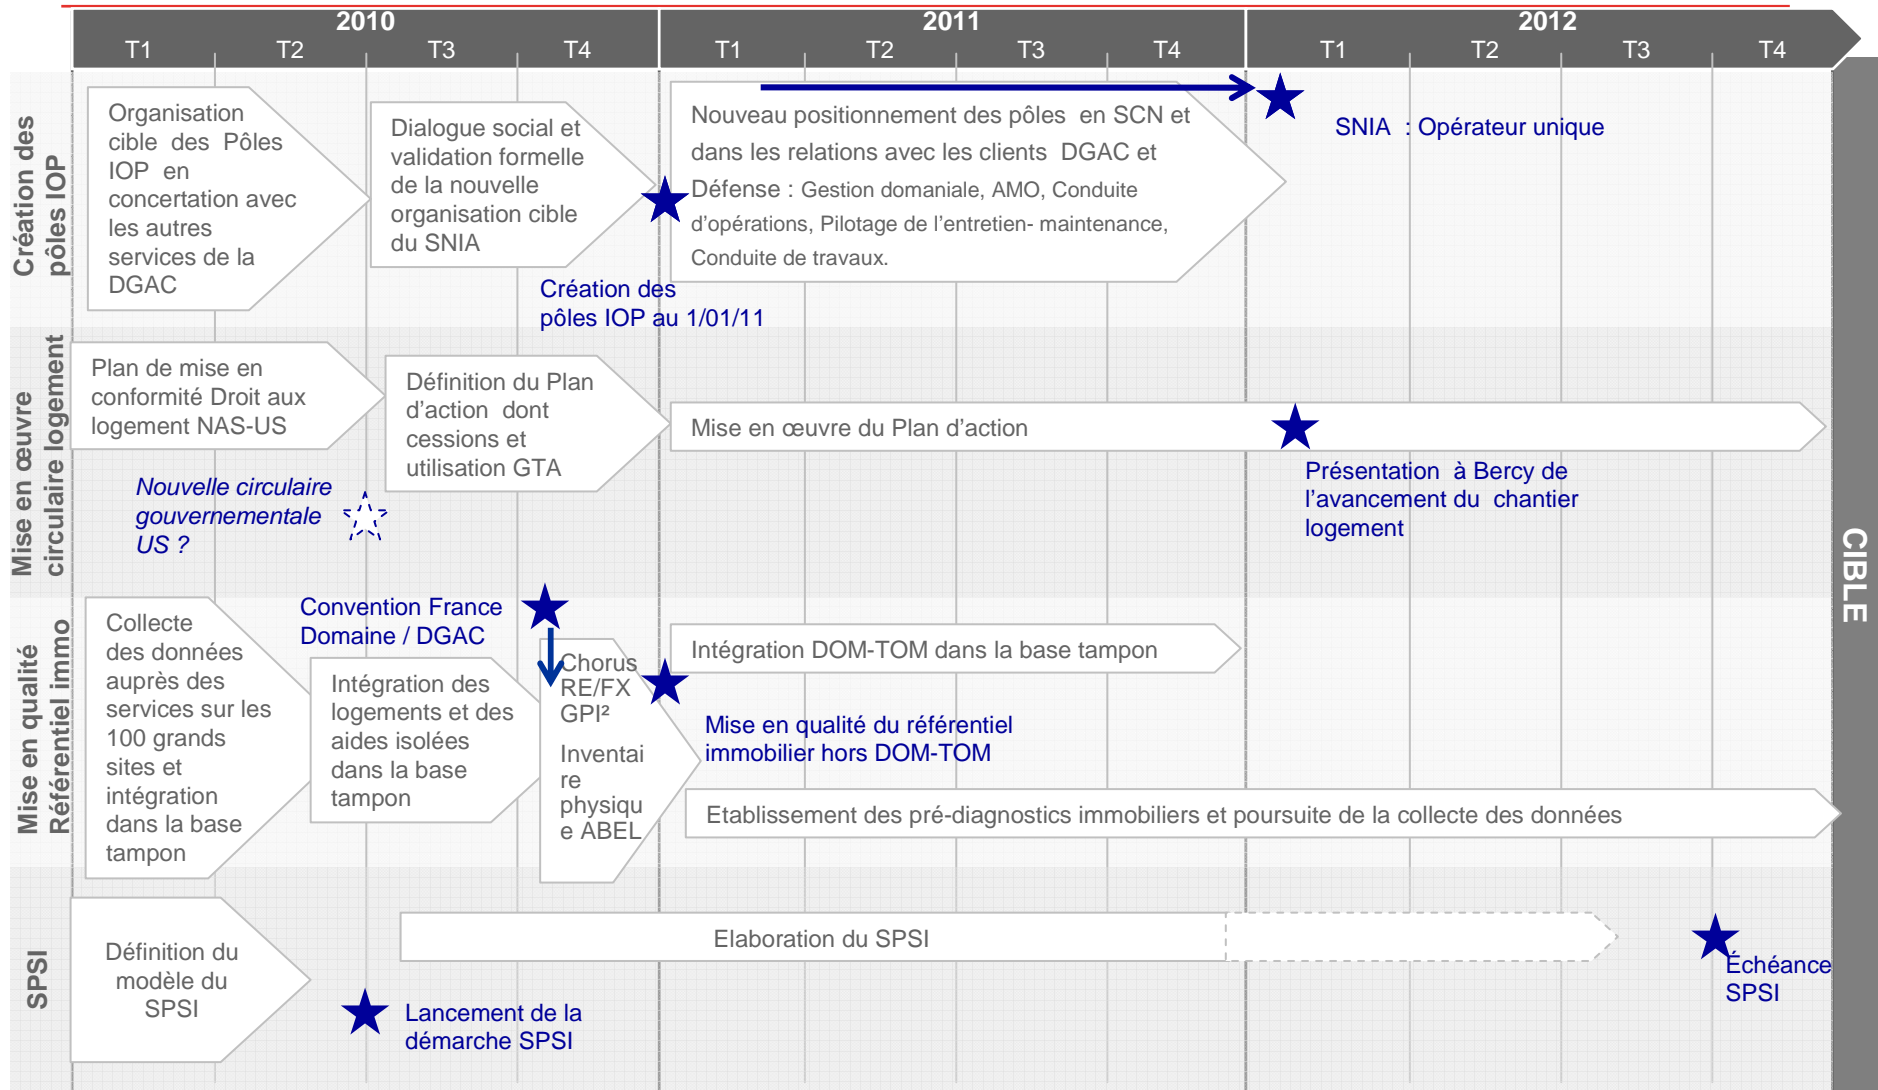 2010
2011
2012
T1
T2
T3
T4
T1
T2
T3
T4
T1
T2
T3
T4
Création des
pôles IOP
Organisation
cible des Pôles
IOP en
concertation avec
les autres
services de la
DGAC
Dialogue social et
validation formelle
de la nouvelle
organisation cible
du SNIA
Création des
pôles IOP au 1/01/11
Nouveau positionnement des pôles en SCN et
dans les relations avec les clients DGAC et
Défense : Gestion domaniale, AMO, Conduite
d'opérations, Pilotage de l'entretien- maintenance,
Conduite de travaux.
SNIA : Opérateur unique
Mise en œuvre
circulaire logement
Plan de mise en
conformité Droit aux
logement NAS-US
Nouvelle circulaire
gouvernementale
US ?
Définition du Plan
d'action dont
cessions et
utilisation GTA
Mise en œuvre du Plan d'action
Présentation à Bercy de
l'avancement du chantier
logement
Mise en qualité
Référentiel immo
Collecte
des données
auprès des
services sur les
100 grands
sites et
intégration
dans la base
tampon
Convention France
Domaine / DGAC
Intégration des
logements et des
aides isolées
dans la base
tampon
Chorus
RE/FX
GPI²
Inventai
re
physiqu
e ABEL
Intégration DOM-TOM dans la base tampon
Mise en qualité du référentiel
immobilier hors DOM-TOM
Etablissement des pré-diagnostics immobiliers et poursuite de la collecte des données
SPSI
Définition du
modèle du
SPSI
Lancement de la
démarche SPSI
Elaboration du SPSI
Échéance
SPSI
CIBLE